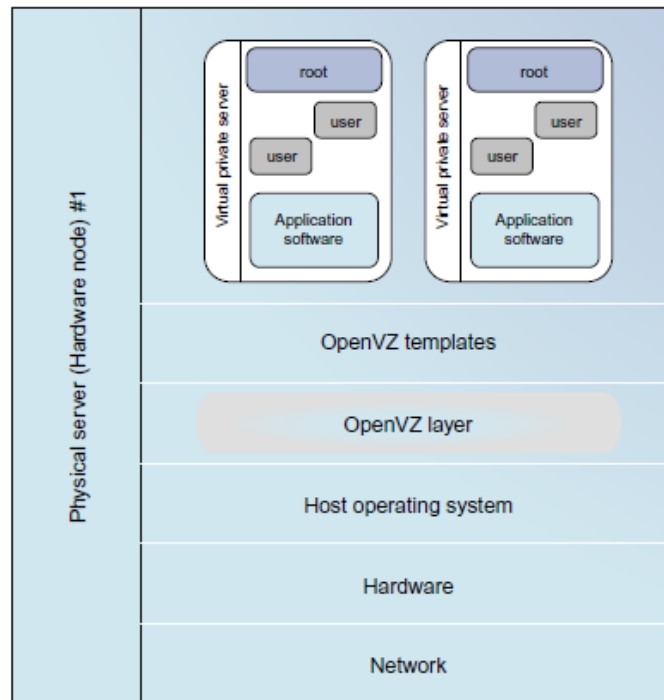 Physical server (Hardware node) #1
Virtual private server
root
user
user
Application
software
Virtual private server
root
user
user
Application
software
OpenVZ templates
OpenVZ layer
Host operating system
Hardware
Network